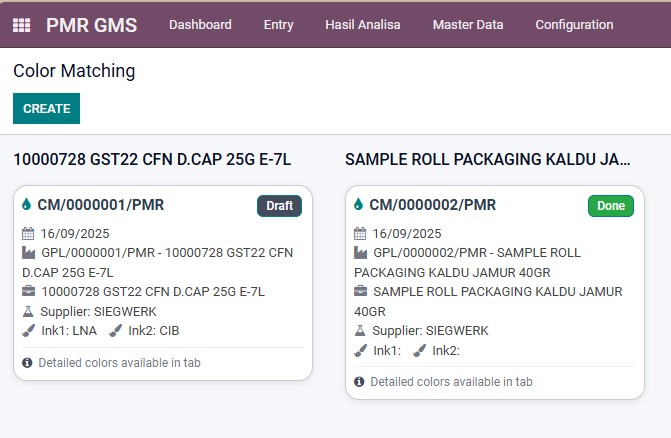 PMR GMS Dashboard Entry Hasil Analisa Master Data Configuration
Color Matching
CREATE
10000728 GST22 CFN D.CAP 25G E-7L
CM/0000001/PMR Draft
16/09/2025
GPL/0000001/PMR - 10000728 GST22 CFN
D.CAP 25G E-7L
10000728 GST22 CFN D.CAP 25G E-7L
Supplier: SIEGWERK
Ink1: LNA Ink2: CIB
Detailed colors available in tab
SAMPLE ROLL PACKAGING KALDU JA...
CM/0000002/PMR Done
16/09/2025
GPL/0000002/PMR - SAMPLE ROLL
PACKAGING KALDU JAMUR 40GR
SAMPLE ROLL PACKAGING KALDU JAMUR
40GR
Supplier: SIEGWERK
Ink1: Ink2:
Detailed colors available in tab